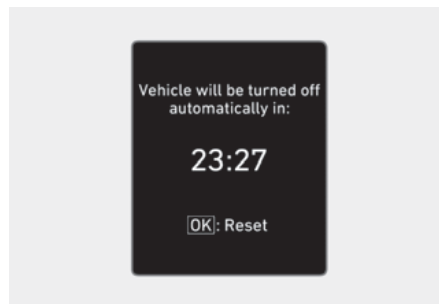 Vehicle will be turned off
automatically in:
23:27
OK: Reset